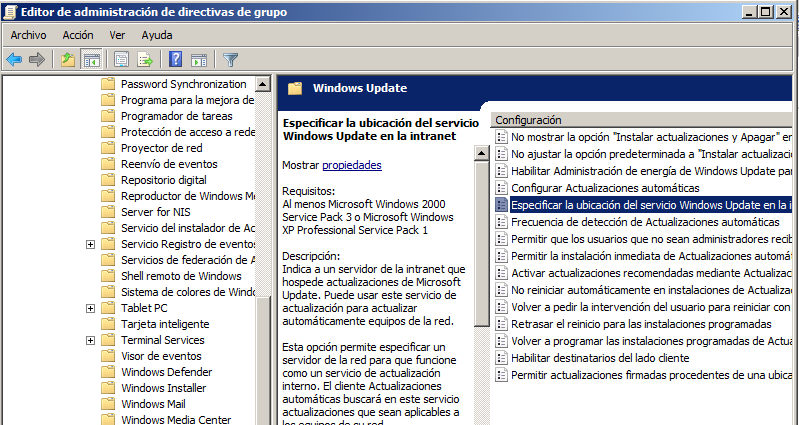 Editor de administración de directivas de grupo
Archivo Acción Ver Ayuda
Password Synchronization
Programa para la mejora de
Programador de tareas
Protección de acceso a rede
Proyector de red
Reenvío de eventos
Repositorio digital
Reproductor de Windows Me
Server for NIS
Servicio del instalador de Ac
Servicio Registro de eventos
Servicios de federación de A
Shell remoto de Windows
Sistema de colores de Windo
Tablet PC
Tarjeta inteligente
Terminal Services
Visor de eventos
Windows Defender
Windows Installer
Windows Mail
Windows Media Center
Windows Update
Especificar la ubicación del servicio
Windows Update en la intranet
Mostrar propiedades
Requisitos:
Al menos Microsoft Windows 2000
Service Pack 3 o Microsoft Windows
XP Professional Service Pack 1
Descripción:
Indica a un servidor de la intranet que
hospede actualizaciones de Microsoft
Update. Puede usar este servicio de
actualización para actualizar
automáticamente equipos de la red.
Esta opción permite especificar un
servidor de la red para que funcione
como un servicio de actualización
interno. El cliente Actualizaciones
automáticas buscará en este servicio
actualizaciones que sean aplicables a
los equipos de su red.
Configuración
No mostrar la opción "Instalar actualizaciones y Apagar" en
No ajustar la opción predeterminada a "Instalar actualizaci
Habilitar Administración de energía de Windows Update par
Configurar Actualizaciones automáticas
Especificar la ubicación del servicio Windows Update en la i
Frecuencia de detección de Actualizaciones automáticas
Permitir que los usuarios que no sean administradores recib
Permitir la instalación inmediata de Actualizaciones automá
Activar actualizaciones recomendadas mediante Actualizac
No reiniciar automáticamente en instalaciones de Actualizac
Volver a pedir la intervención del usuario para reiniciar con
Retrasar el reinicio para las instalaciones programadas
Volver a programar las instalaciones programadas de Actua
Habilitar destinatarios del lado cliente
Permitir actualizaciones firmadas procedentes de una ubica